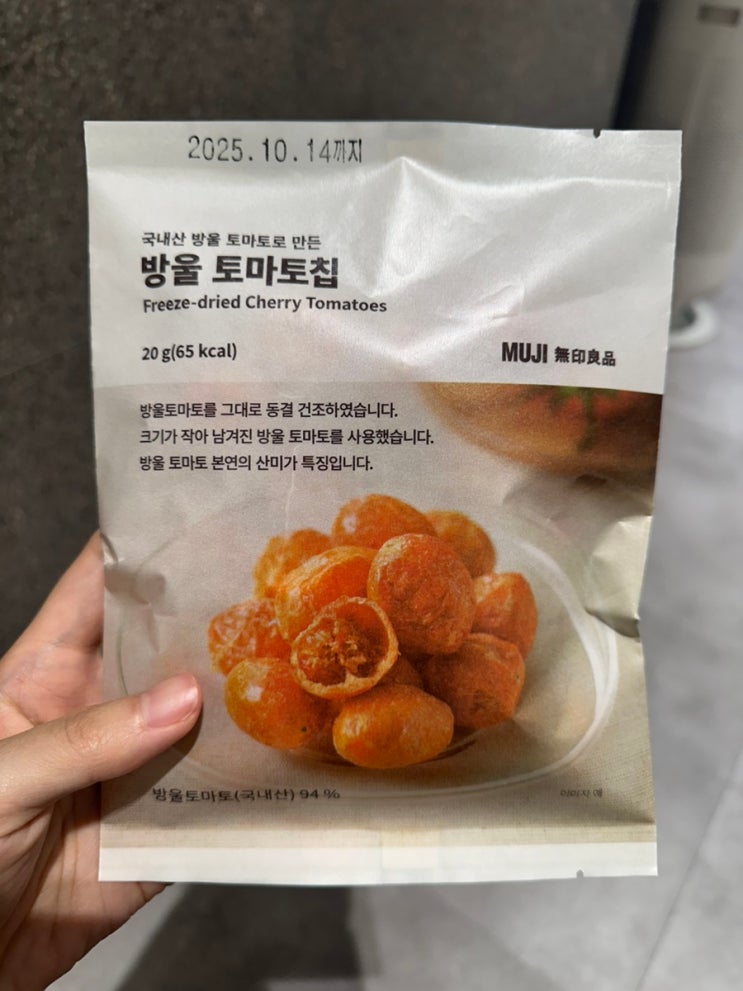 2025.10.14까지
국내산 방울 토마토로 만든
방울 토마토칩
Freeze-dried Cherry Tomatoes
20 g(65 kcal)
MUJI 無印良品
방울토마토를 그대로 동결 건조하였습니다.
크기가 작아 남겨진 방울 토마토를 사용했습니다.
방울 토마토 본연의 산미가 특징입니다.
방울토마토(국내산) 94 %